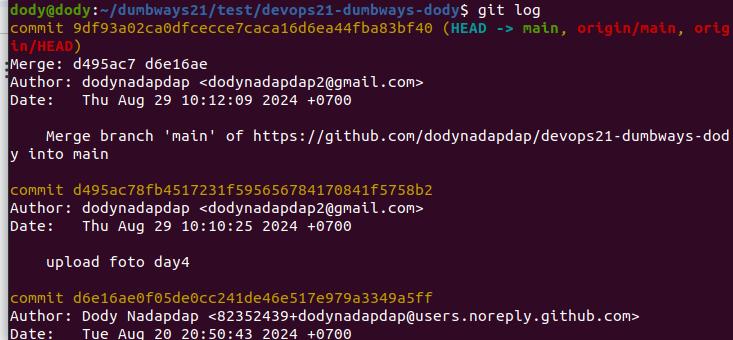 dody@dody:~/dumbways21/test/devops21-dumbways-dody$ git log
commit 9df93a02ca0dfcecce7caca16d6ea44fba83bf40 (HEAD -> main, origin/main, orig
in/HEAD)
Merge: d495ac7 d6e16ae
Author: dodynadapdap <dodynadapdap2@gmail.com>
Date:   Thu Aug 29 10:12:09 2024 +0700
    Merge branch 'main' of https://github.com/dodynadapdap/devops21-dumbways-dod
y into main
commit d495ac78fb4517231f595656784170841f5758b2
Author: dodynadapdap <dodynadapdap2@gmail.com>
Date:   Thu Aug 29 10:10:25 2024 +0700
    upload foto day4
commit d6e16ae0f05de0cc241de46e517e979a3349a5ff
Author: Dody Nadapdap <82352439+dodynadapdap@users.noreply.github.com>
Date:   Tue Aug 20 20:50:43 2024 +0700